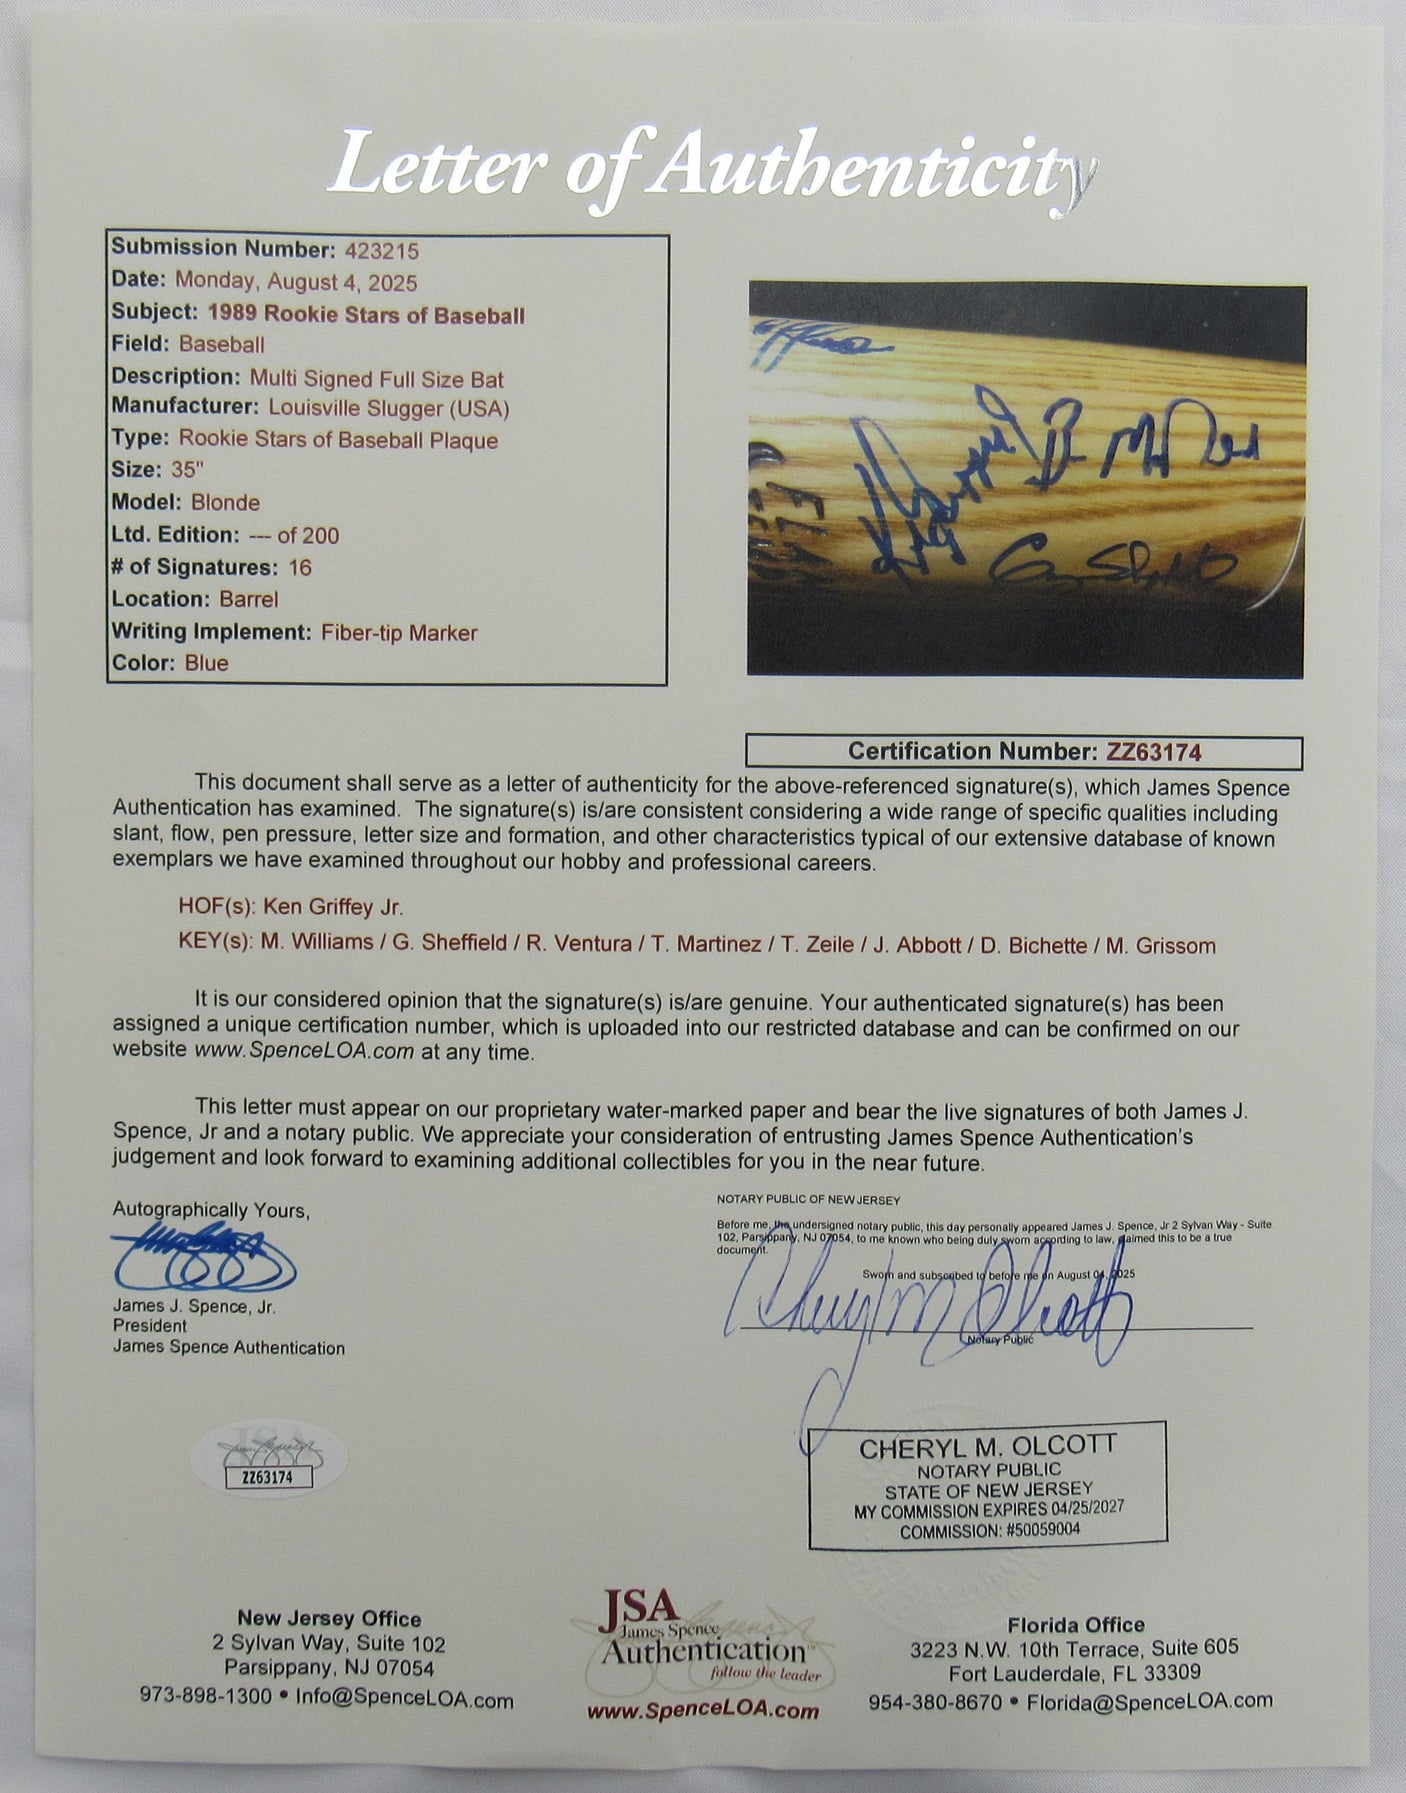 Letter of Authenticity
Submission Number: 423215
Date: Monday, August 4, 2025
Subject: 1989 Rookie Stars of Baseball
Field: Baseball
Description: Multi Signed Full Size Bat
Manufacturer: Louisville Slugger (USA)
Type: Rookie Stars of Baseball Plaque
Size: 35"
Model: Blonde
Ltd. Edition: --- of 200
# of Signatures: 16
Location: Barrel
Writing Implement: Fiber-tip Marker
Color: Blue
Certification Number: ZZ63174
This document shall serve as a letter of authenticity for the above-referenced signature(s), which James Spence
Authentication has examined. The signature(s) is/are consistent considering a wide range of specific qualities including
slant, flow, pen pressure, letter size and formation, and other characteristics typical of our extensive database of known
exemplars we have examined throughout our hobby and professional careers.
HOF(s): Ken Griffey Jr.
KEY(s): M. Williams / G. Sheffield / R. Ventura / T. Martinez / T. Zeile / J. Abbott / D. Bichette / M. Grissom
It is our considered opinion that the signature(s) is/are genuine. Your authenticated signature(s) has been
assigned a unique certification number, which is uploaded into our restricted database and can be confirmed on our
website www.SpenceLOA.com at any time.
This letter must appear on our proprietary water-marked paper and bear the live signatures of both James J.
Spence, Jr and a notary public. We appreciate your consideration of entrusting James Spence Authentication's
judgement and look forward to examining additional collectibles for you in the near future.
Autographically Yours,
James J. Spence, Jr.
President
James Spence Authentication
NOTARY PUBLIC OF NEW JERSEY
Before me, the undersigned notary public, this day personally appeared James J. Spence, Jr 2 Sylvan Way - Suite
102, Parsippany, NJ 07054, to me known who being duly sworn according to law, claimed this to be a true
document.
Sworn and subscribed to before me on August 04, 2025
Cheryl M Olcott
Notary Public
CHERYL M. OLCOTT
NOTARY PUBLIC
STATE OF NEW JERSEY
MY COMMISSION EXPIRES 04/25/2027
COMMISSION: #50059004
JSA
ZZ63174
New Jersey Office
2 Sylvan Way, Suite 102
Parsippany, NJ 07054
973-898-1300 • Info@SpenceLOA.com
JSA
James Spence
Authentication™
follow the leader
www.SpenceLOA.com
Florida Office
3223 N.W. 10th Terrace, Suite 605
Fort Lauderdale, FL 33309
954-380-8670 • Florida@SpenceLOA.com